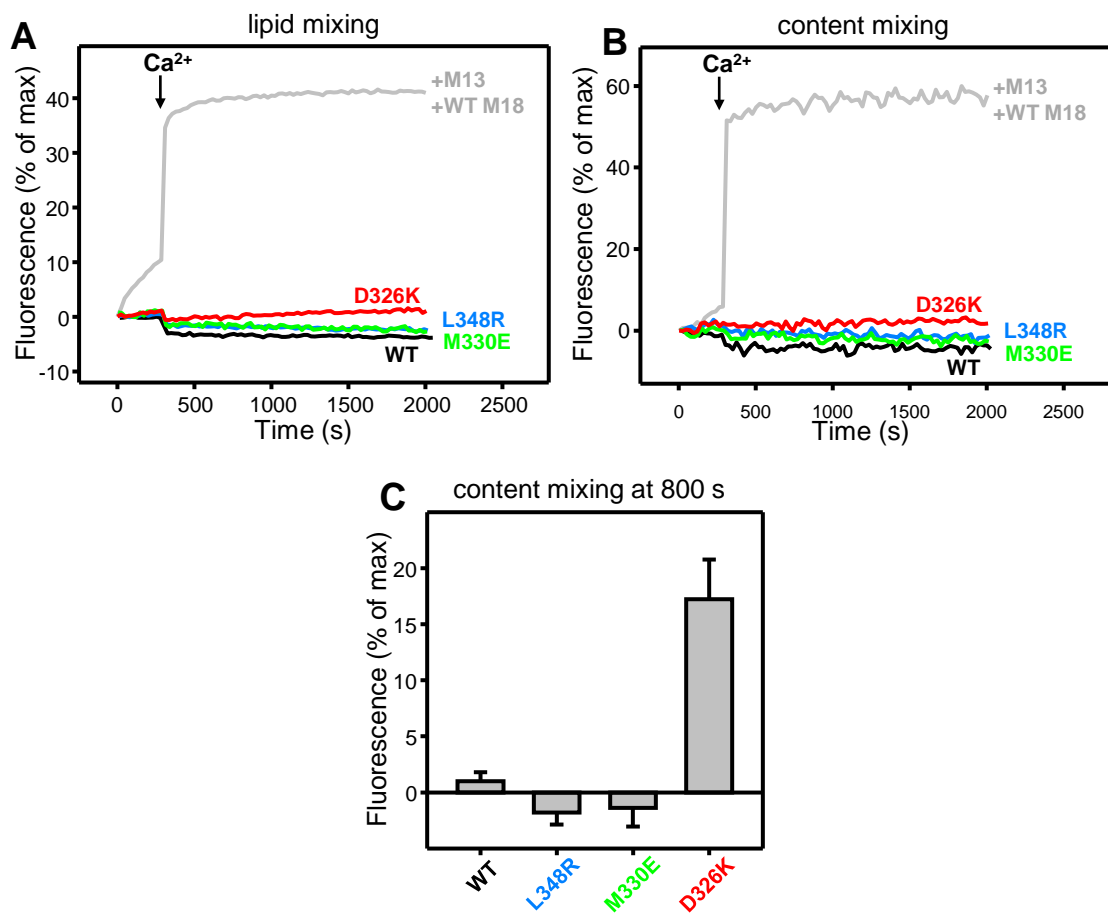 A
lipid mixing
Fluorescence (% of max)
40
30
20
10
0
-10
Ca²⁺
+M13
+WT M18
D326K
L348R
M330E
WT
0 500 1000 1500 2000 2500
Time (s)
B
content mixing
Fluorescence (% of max)
60
40
20
0
Ca²⁺
+M13
+WT M18
D326K
L348R
M330E
WT
0 500 1000 1500 2000 2500
Time (s)
C
content mixing at 800 s
Fluorescence (% of max)
20
15
10
5
0
WT L348R M330E D326K